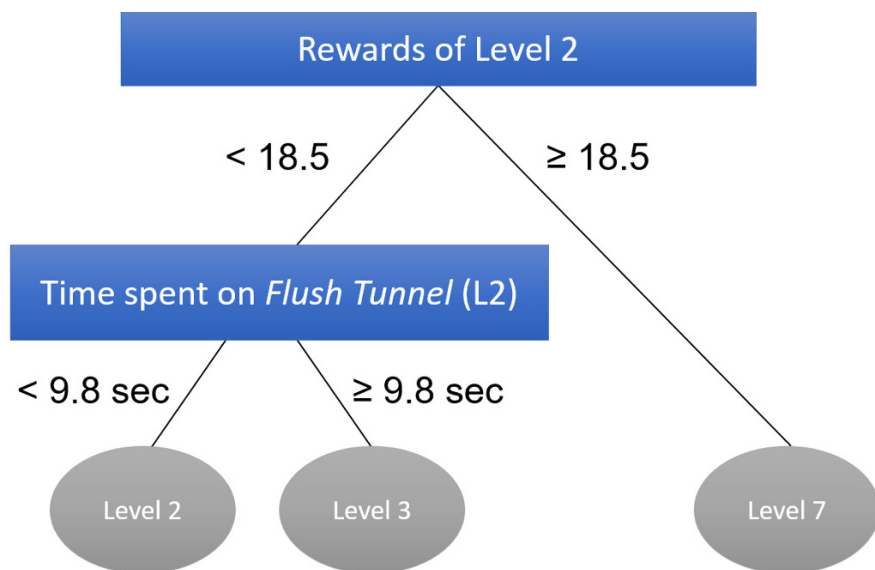 Rewards of Level 2
< 18.5
≥ 18.5
Time spent on Flush Tunnel (L2)
< 9.8 sec
≥ 9.8 sec
Level 2
Level 3
Level 7